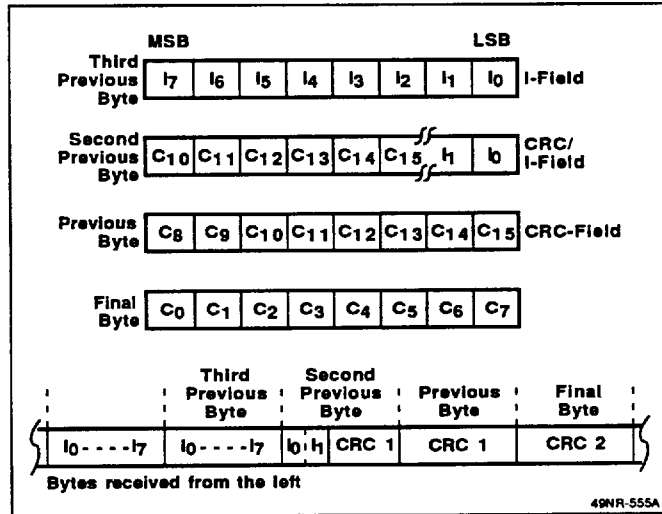 MSB LSB
Third Previous Byte I7 I6 I5 I4 I3 I2 I1 I0 I-Field
Second Previous Byte C10 C11 C12 C13 C14 C15 I1 I0 CRC/ I-Field
Previous Byte C8 C9 C10 C11 C12 C13 C14 C15 CRC-Field
Final Byte C0 C1 C2 C3 C4 C5 C6 C7
Third Previous Byte Second Previous Byte Previous Byte Final Byte
I0 - - - - I7 I0 - - - - I7 I0 I1 CRC 1 CRC 1 CRC 2
Bytes received from the left
49NR-555A